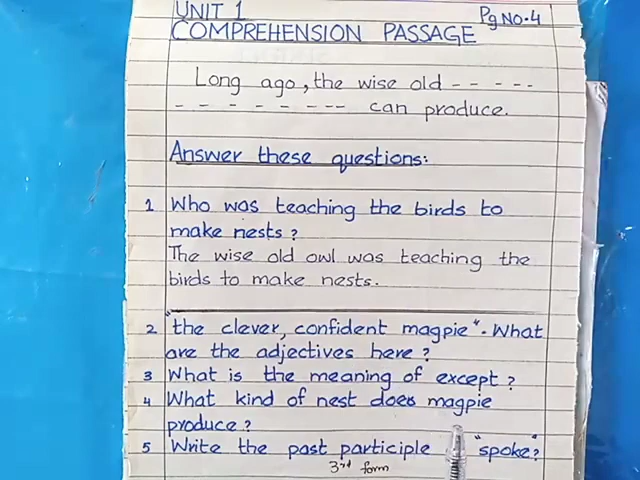 UNIT 1 Pg NO.4
COMPREHENSION PASSAGE
Long ago, the wise old - - - - -
- - - - - - - - - can produce.
Answer these questions:
1 Who was teaching the birds to
make nests?
The wise old owl was teaching the
birds to make nests.
2 "the clever, confident magpie". What
are the adjectives here?
3 What is the meaning of except?
4 What kind of nest does magpie
produce?
5 Write the past participle "spoke"?
3rd form